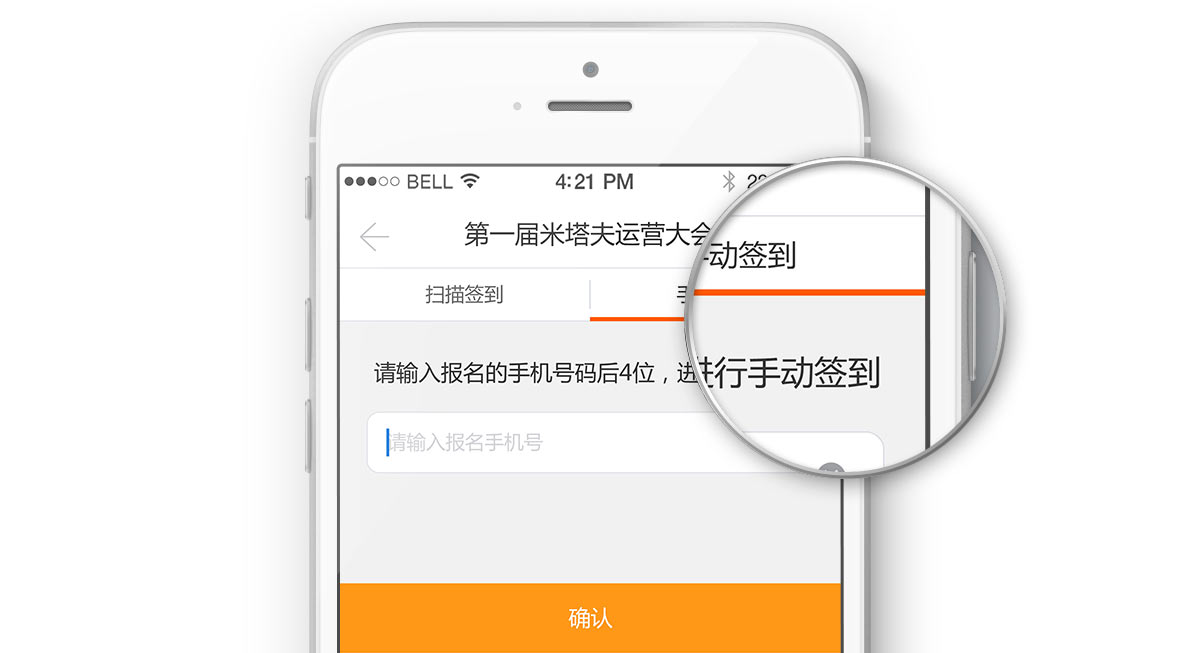 BELL 4:21 PM
第一届米塔夫运营大会
扫描签到 手动签到
请输入报名的手机号码后4位，进行手动签到
请输入报名手机号
确认